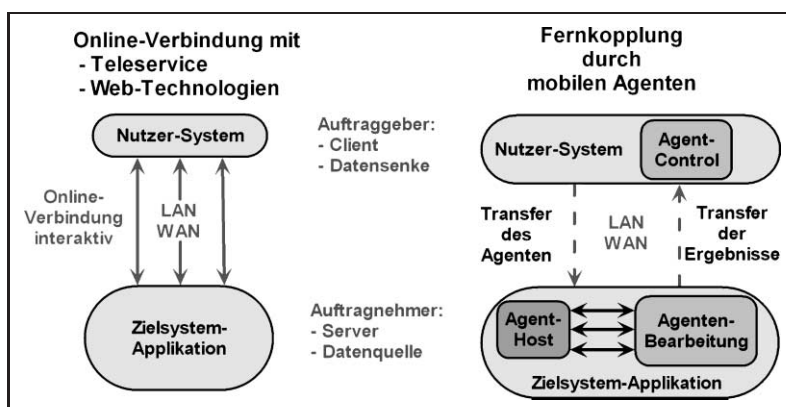 Online-Verbindung mit
- Teleservice
- Web-Technologien
Nutzer-System
Online-
Verbindung
interaktiv
LAN
WAN
Zielsystem-
Applikation
Auftraggeber:
- Client
- Datensenke
Auftragnehmer:
- Server
- Datenquelle
Fernkopplung
durch
mobilen Agenten
Nutzer-System
Agent-
Control
Transfer
des
Agenten
LAN
WAN
Transfer
der
Ergebnisse
Agent-
Host
Agenten-
Bearbeitung
Zielsystem-Applikation